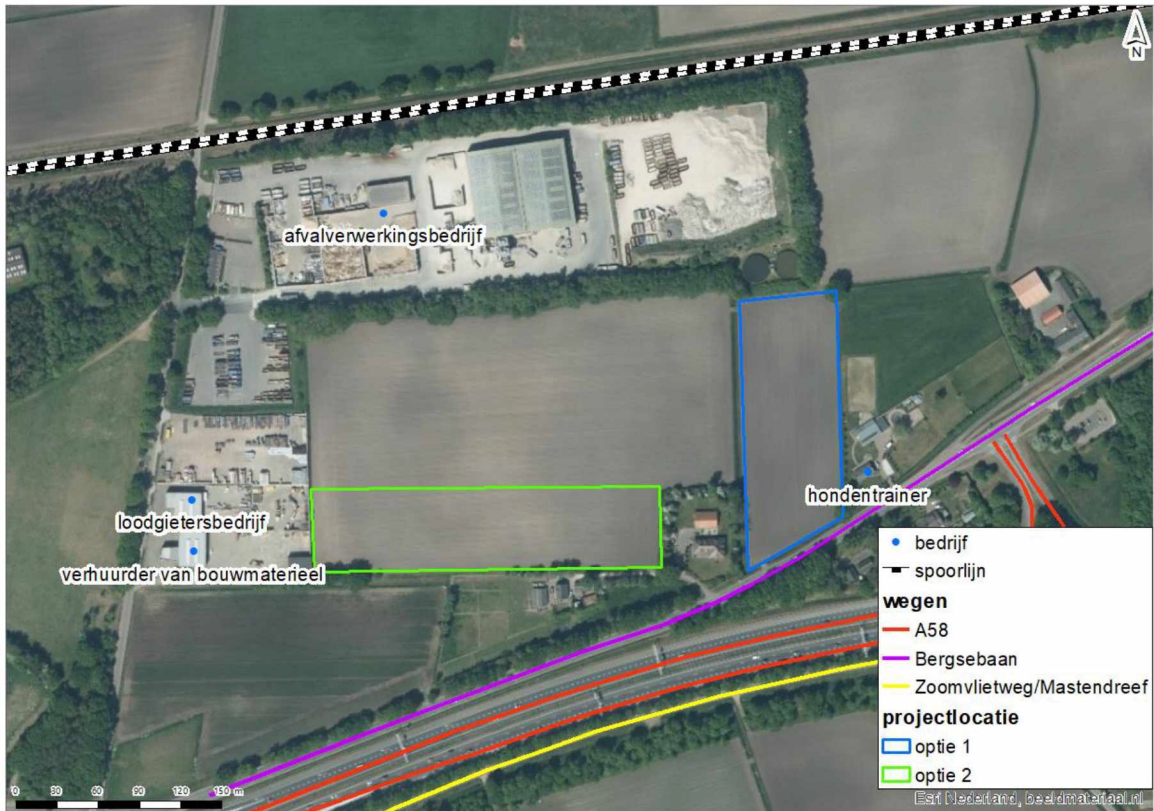 N
afvalverwerkingsbedrijf
hondentrainer
loodgietersbedrijf
verhuurder van bouwmaterieel
bedrijf
spoorlijn
wegen
A58
Bergsebaan
Zoomvlietweg/Mastendreef
projectlocatie
optie 1
optie 2
0 30 60 90 120 150 m
Esri Nederland, beeldmateriaal.nl